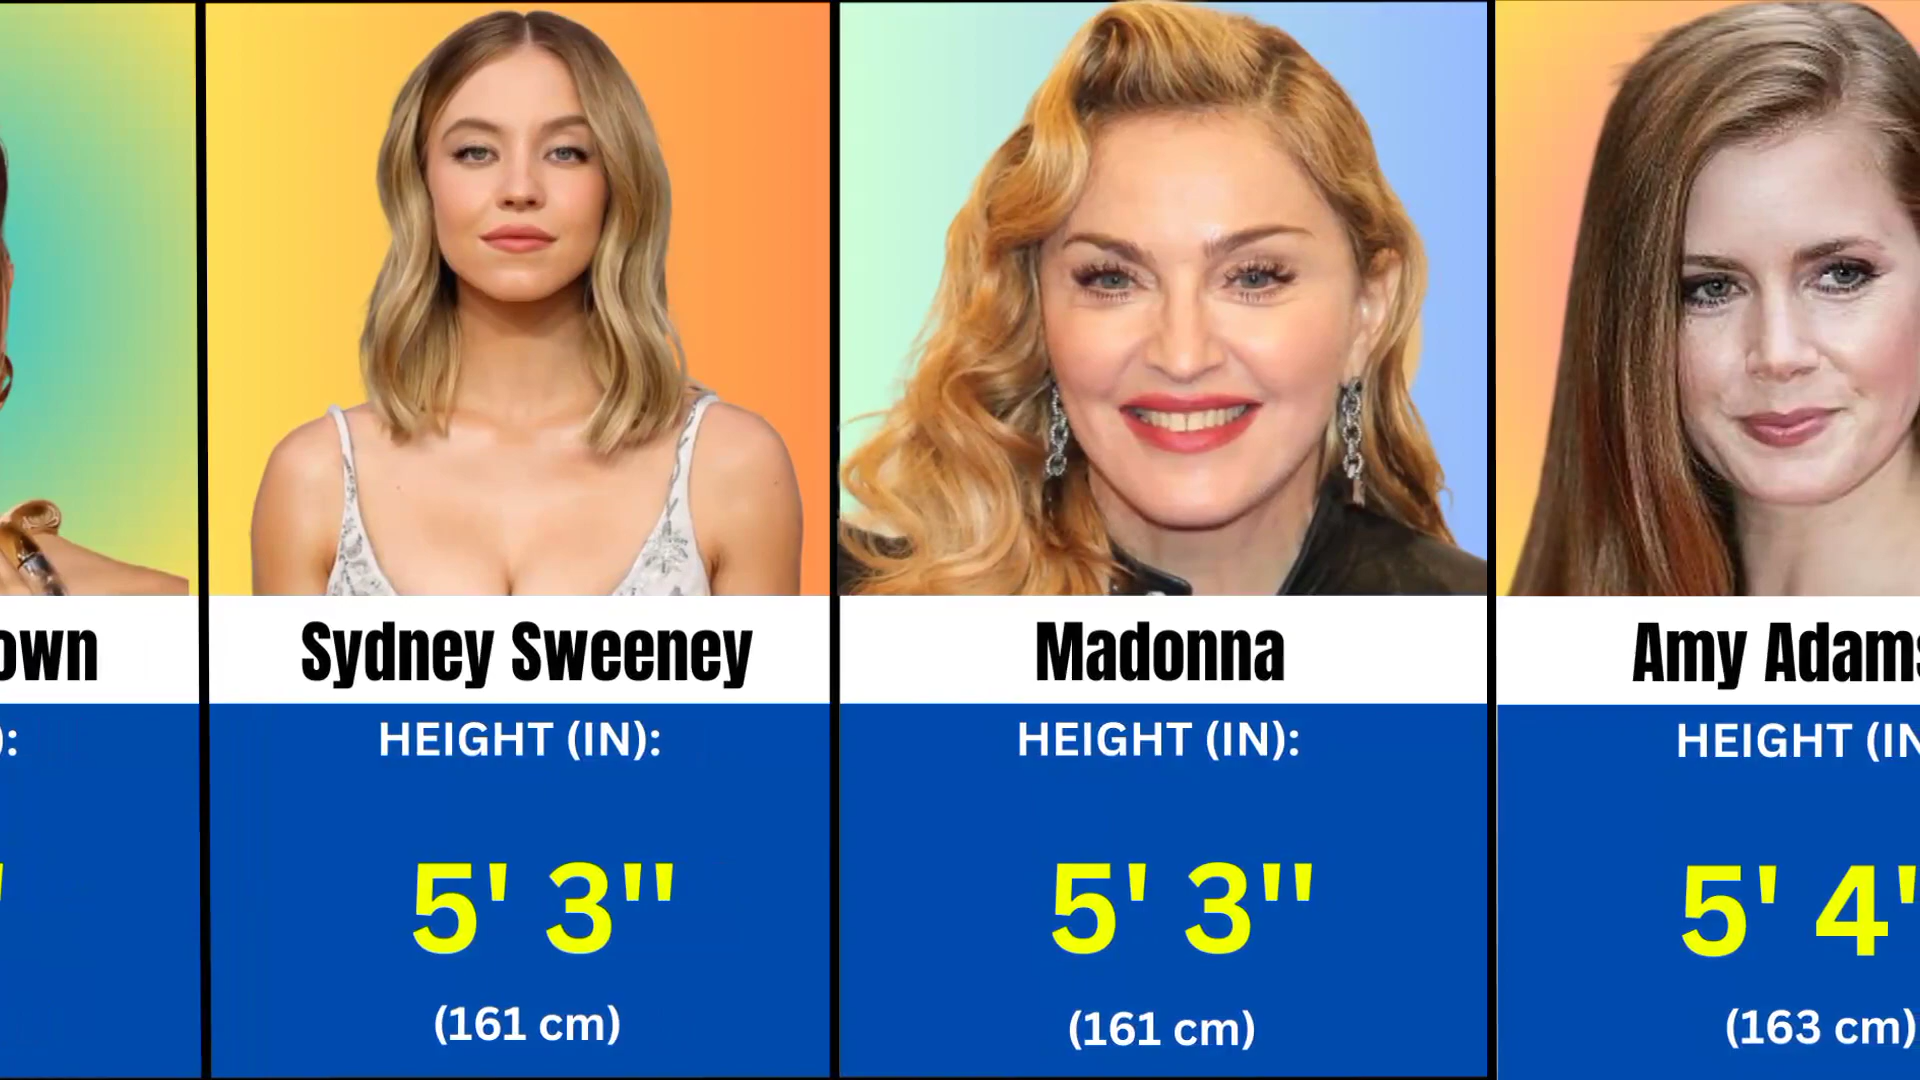 own
Sydney Sweeney
Madonna
Amy Adams
):
HEIGHT (IN):
HEIGHT (IN):
HEIGHT (IN
'
5' 3''
5' 3''
5' 4'
(161 cm)
(161 cm)
(163 cm)